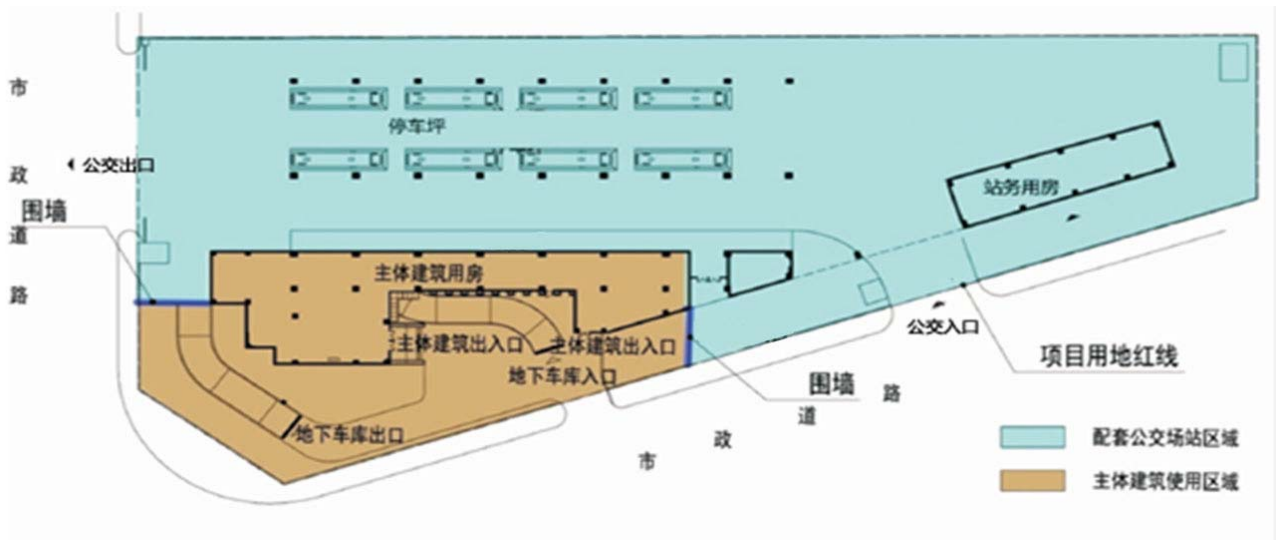 停车坪
市
政
道
路
公交出口
围墙
站务用房
主体建筑用房
主体建筑出入口
主体建筑出入口
地下车库入口
地下车库出口
公交入口
项目用地红线
围墙
市
政
道
路
配套公交场站区域
主体建筑使用区域